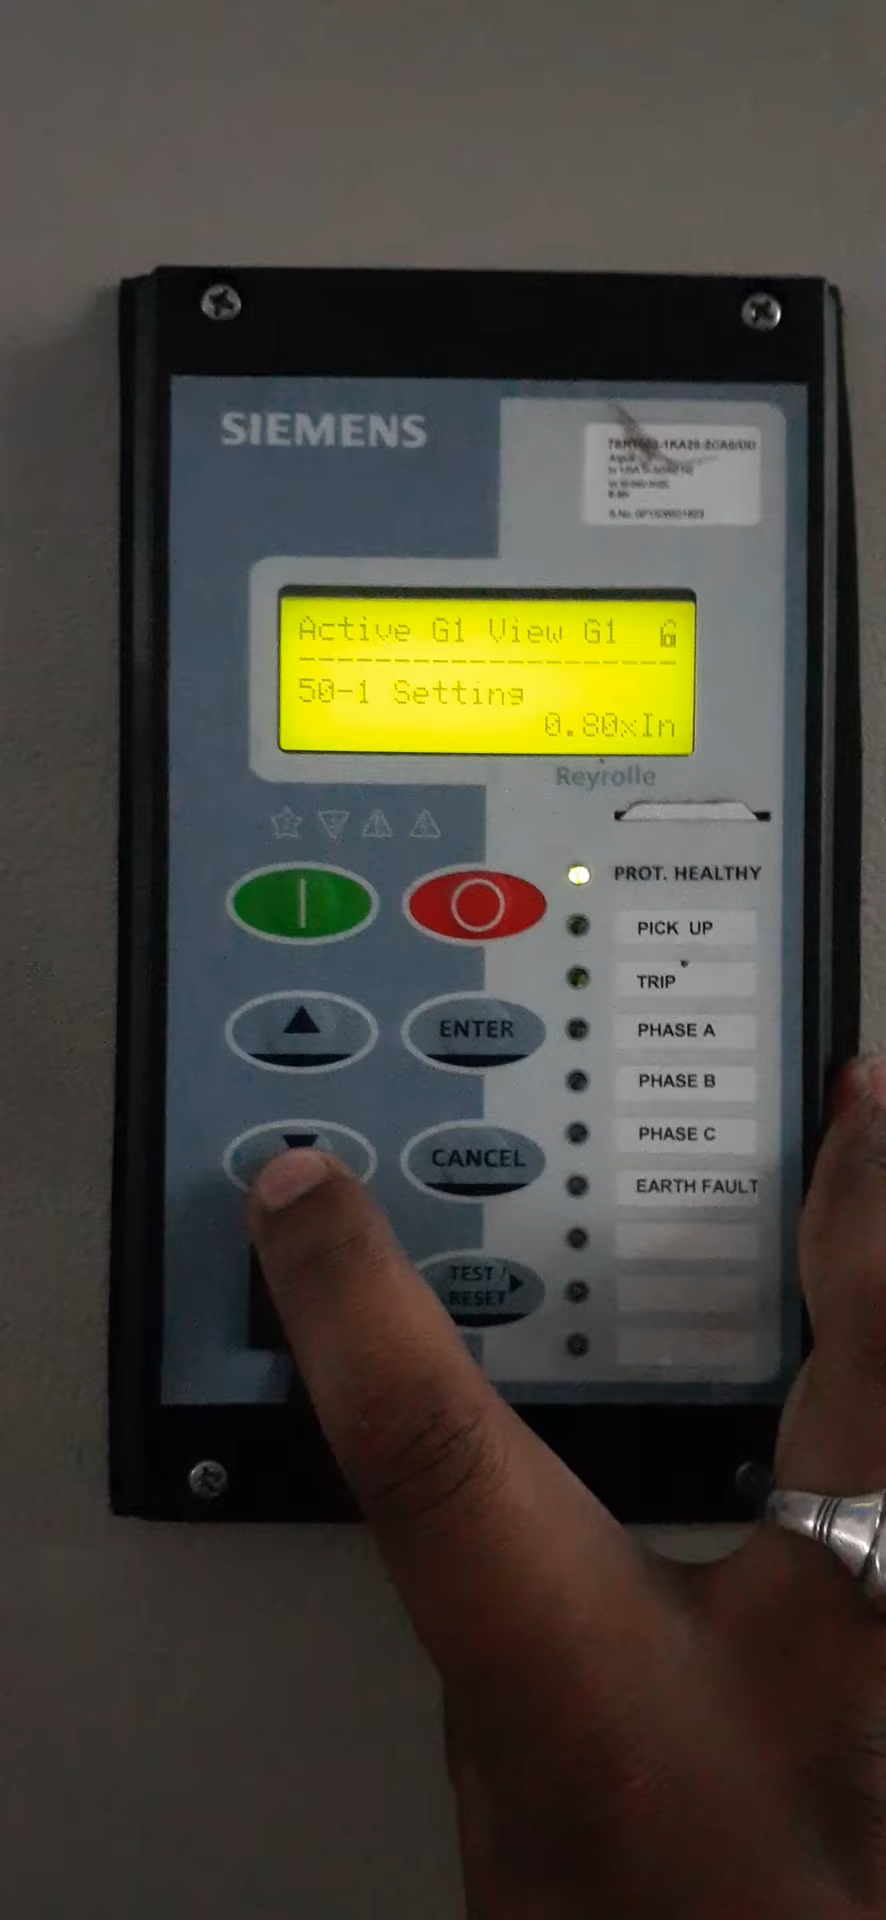 SIEMENS
Active G1 View G1
50-1 Setting
0.80xIn
Reyrolle
PROT. HEALTHY
PICK UP
TRIP
ENTER
PHASE A
PHASE B
CANCEL
PHASE C
EARTH FAULT
TEST /
RESET